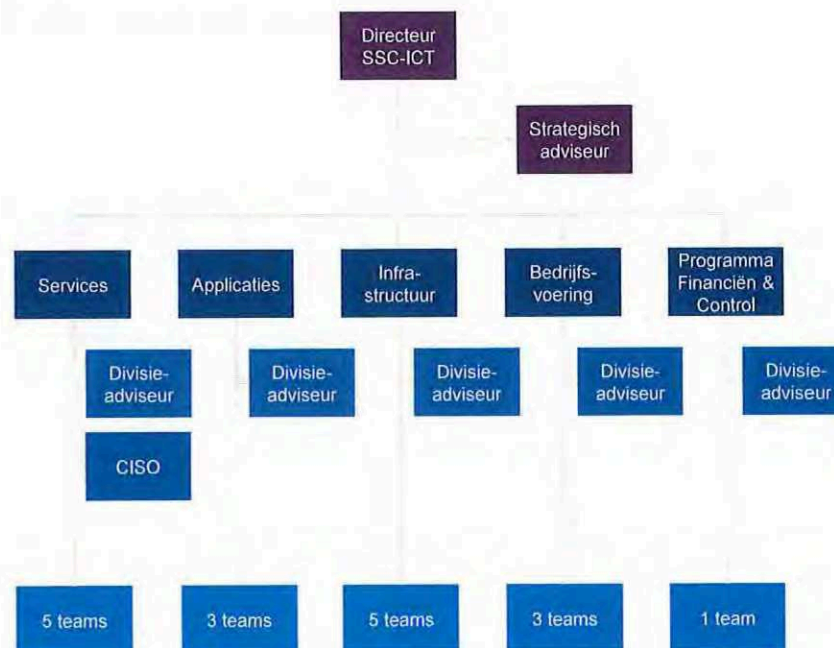 Directeur
SSC-ICT
Strategisch
adviseur
Services
Applicaties
Infra-
structuur
Bedrijfs-
voering
Programma
Financiën &
Control
Divisie-
adviseur
Divisie-
adviseur
Divisie-
adviseur
Divisie-
adviseur
Divisie-
adviseur
CISO
5 teams
3 teams
5 teams
3 teams
1 team